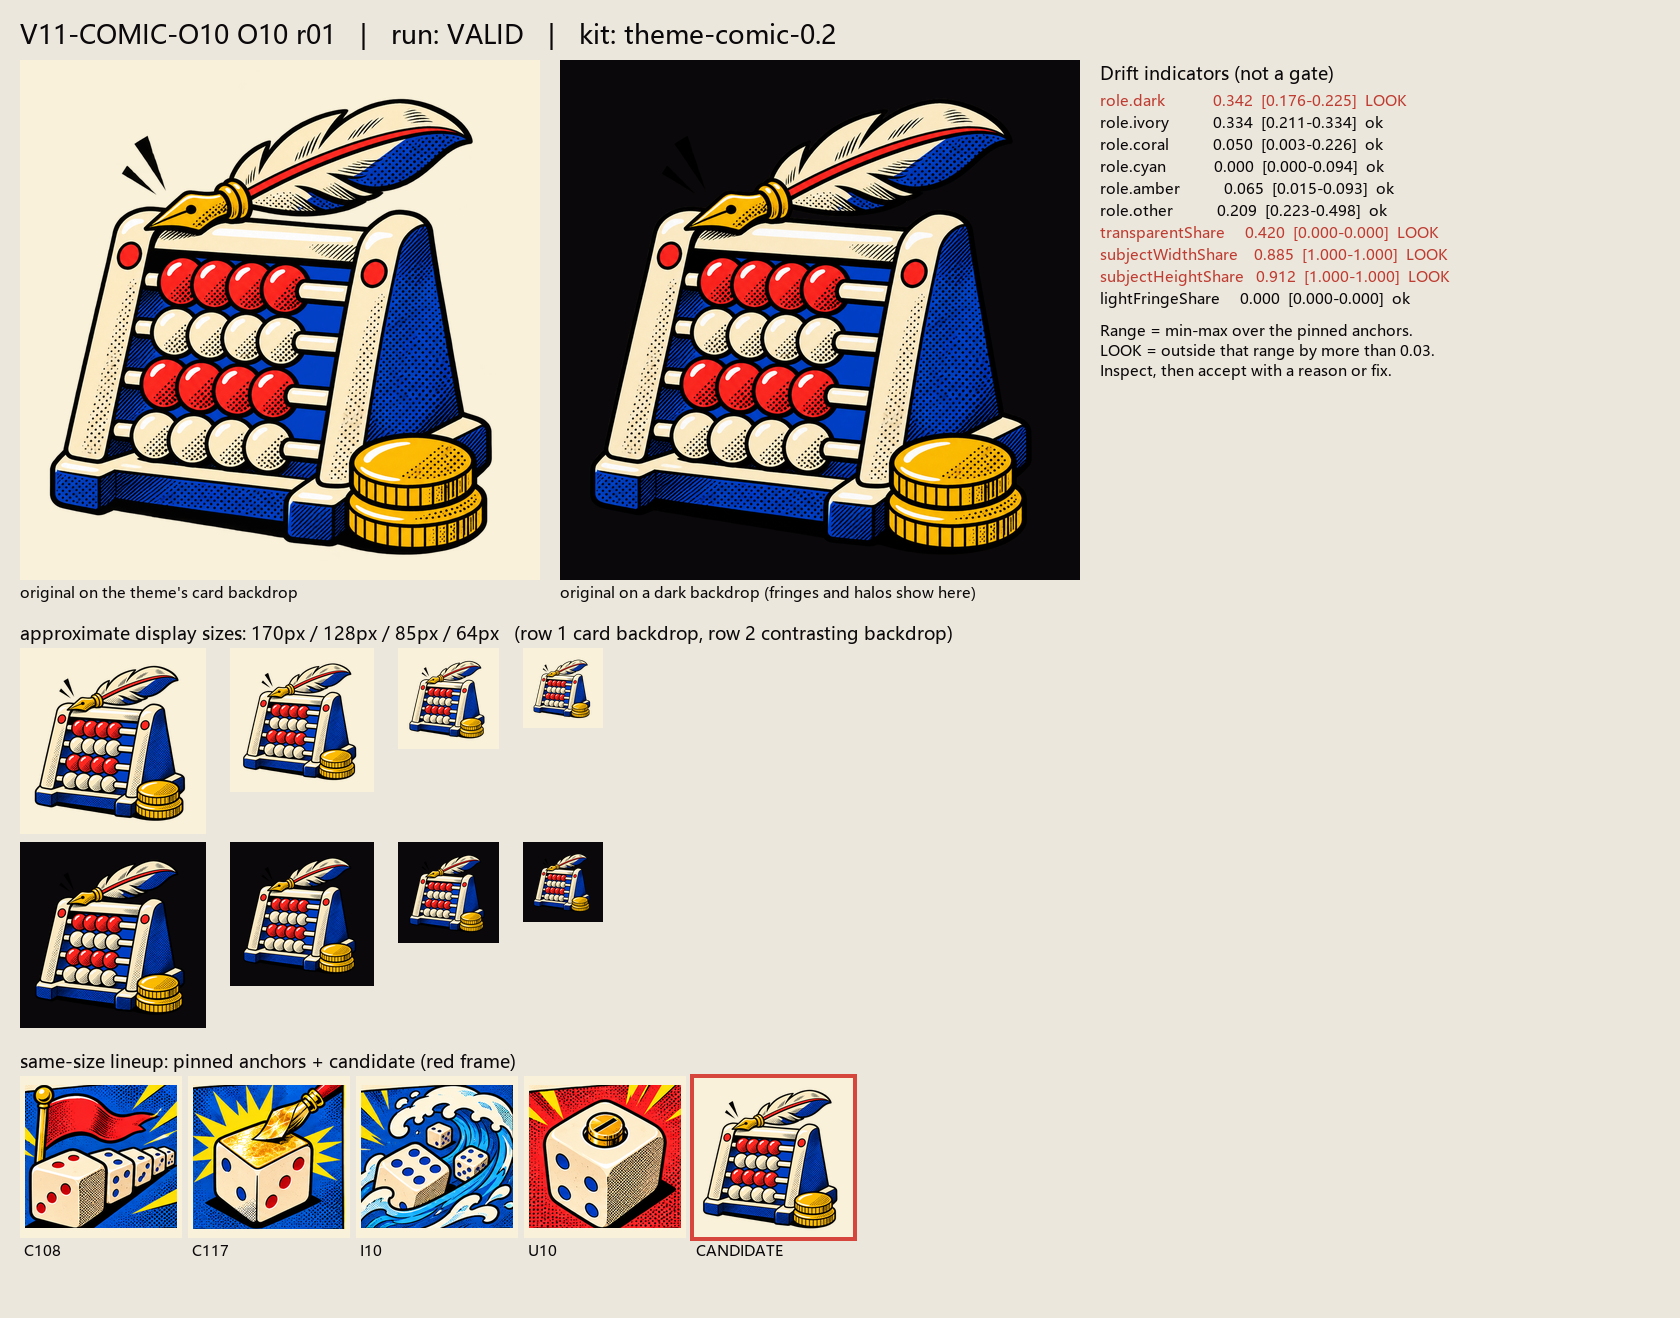 V11-COMIC-O10 O10 r01 | run: VALID | kit: theme-comic-0.2
Drift indicators (not a gate)
role.dark 0.342 [0.176-0.225] LOOK
role.ivory 0.334 [0.211-0.334] ok
role.coral 0.050 [0.003-0.226] ok
role.cyan 0.000 [0.000-0.094] ok
role.amber 0.065 [0.015-0.093] ok
role.other 0.209 [0.223-0.498] ok
transparentShare 0.420 [0.000-0.000] LOOK
subjectWidthShare 0.885 [1.000-1.000] LOOK
subjectHeightShare 0.912 [1.000-1.000] LOOK
lightFringeShare 0.000 [0.000-0.000] ok
Range = min-max over the pinned anchors.
LOOK = outside that range by more than 0.03.
Inspect, then accept with a reason or fix.
original on the theme's card backdrop
original on a dark backdrop (fringes and halos show here)
approximate display sizes: 170px / 128px / 85px / 64px (row 1 card backdrop, row 2 contrasting backdrop)
same-size lineup: pinned anchors + candidate (red frame)
C108
C117
I10
U10
CANDIDATE